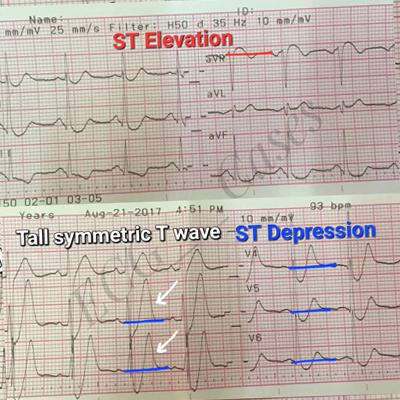 Name:
ID:
mm/mV 25 mm/s Filter: H50 d 35 Hz 10 mm/mV
ST Elevation
aVR
aVL
aVF
Cases
50 02-01 03-05
Years Aug-21-2017 4:51 PM 93 bpm
10 mm/mV
Tall symmetric T wave ST Depression
V4
V5
V6